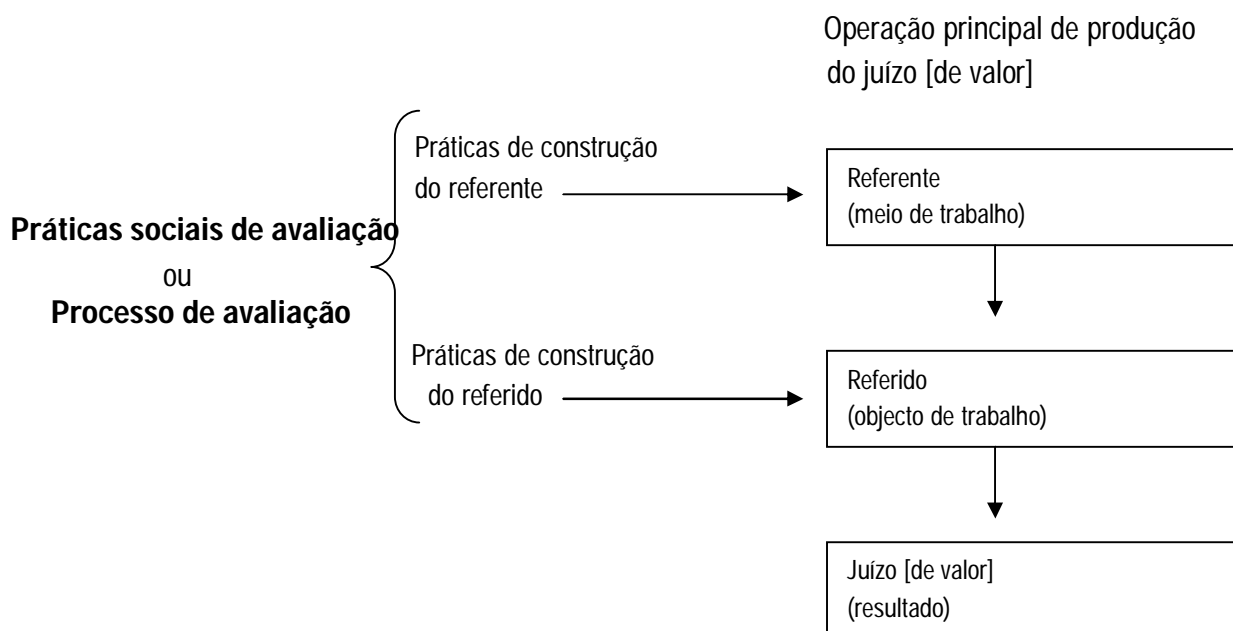 Operação principal de produção
do juízo [de valor]
Práticas de construção
do referente
Referente
(meio de trabalho)
Práticas sociais de avaliação
ou
Processo de avaliação
Práticas de construção
do referido
Referido
(objecto de trabalho)
Juízo [de valor]
(resultado)